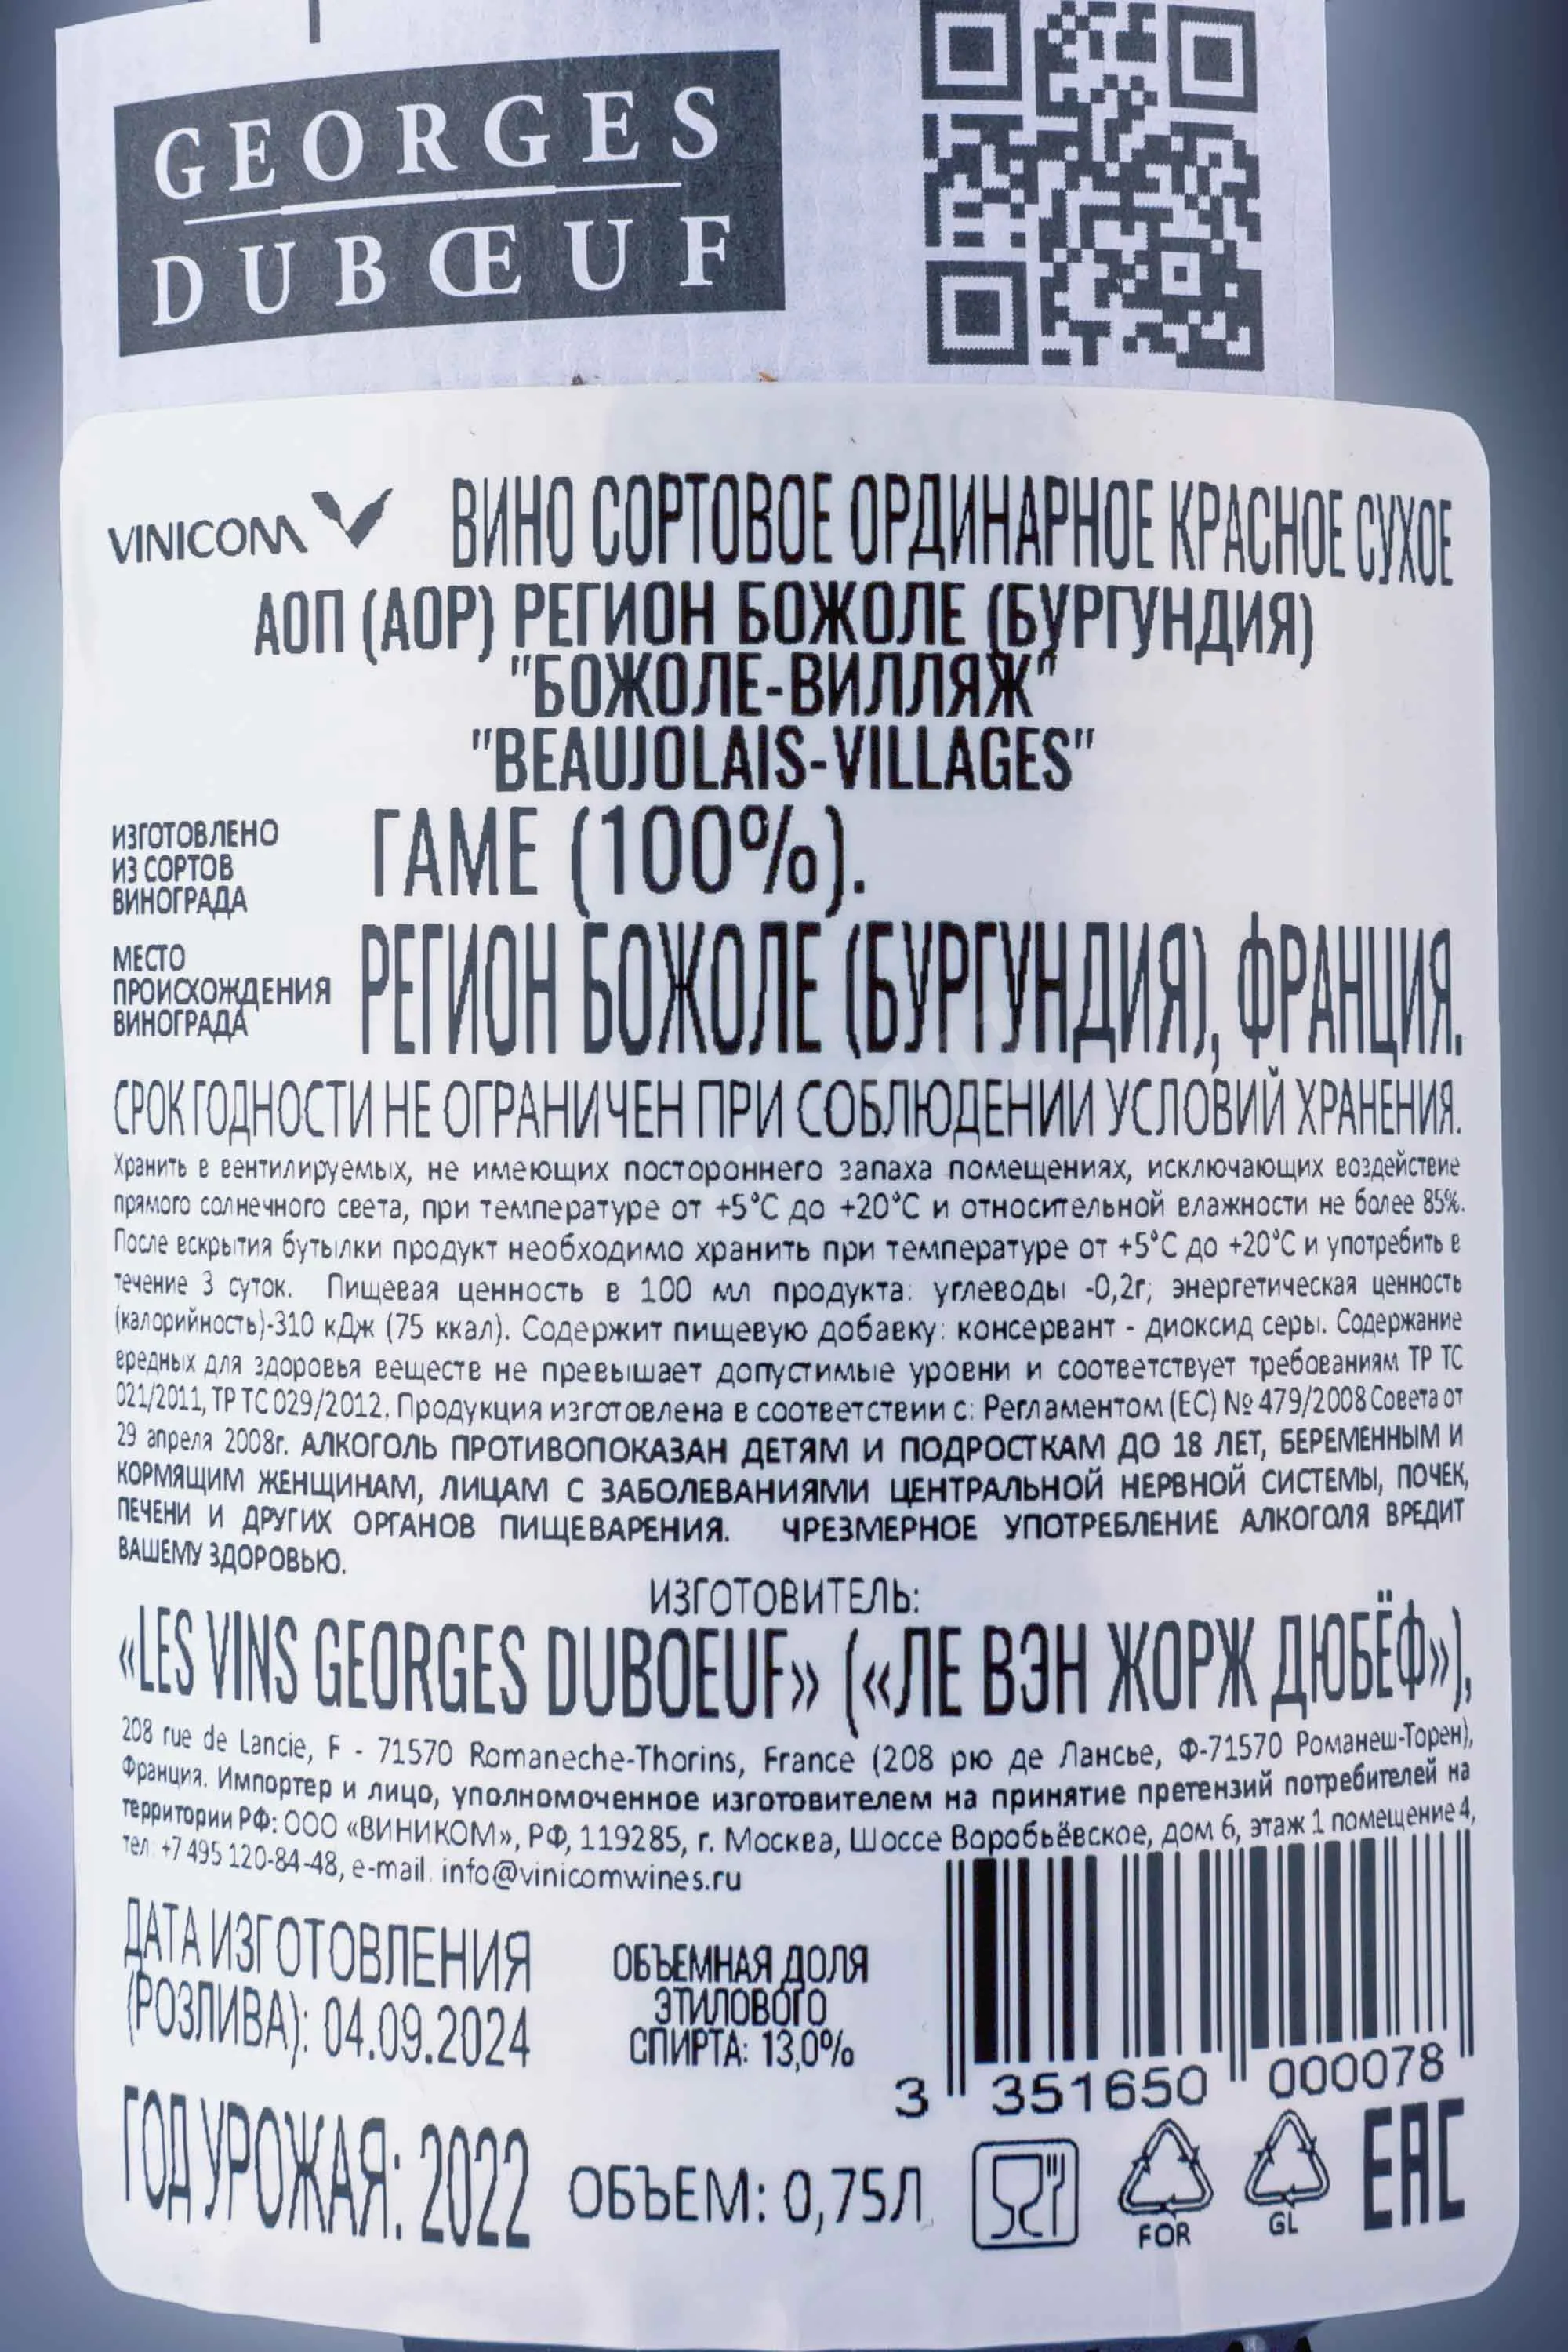 GEORGES
DUBŒUF
VINICOM
ВИНО СОРТОВОЕ ОРДИНАРНОЕ КРАСНОЕ СУХОЕ
АОП (AOP) РЕГИОН БОЖОЛЕ (БУРГУНДИЯ)
"БОЖОЛЕ-ВИЛЛЯЖ"
"BEAUJOLAIS-VILLAGES"
ИЗГОТОВЛЕНО
ИЗ СОРТОВ
ВИНОГРАДА
ГАМЕ (100%).
МЕСТО
ПРОИСХОЖДЕНИЯ
ВИНОГРАДА
РЕГИОН БОЖОЛЕ (БУРГУНДИЯ), ФРАНЦИЯ.
СРОК ГОДНОСТИ НЕ ОГРАНИЧЕН ПРИ СОБЛЮДЕНИИ УСЛОВИЙ ХРАНЕНИЯ.
Хранить в вентилируемых, не имеющих постороннего запаха помещениях, исключающих воздействие
прямого солнечного света, при температуре от +5°С до +20°С и относительной влажности не более 85%.
После вскрытия бутылки продукт необходимо хранить при температуре от +5°С до +20°С и употребить в
течение 3 суток. Пищевая ценность в 100 мл продукта: углеводы -0,2г; энергетическая ценность
(калорийность)-310 кДж (75 ккал). Содержит пищевую добавку: консервант - диоксид серы. Содержание
вредных для здоровья веществ не превышает допустимые уровни и соответствует требованиям ТР ТС
021/2011, ТР ТС 029/2012. Продукция изготовлена в соответствии с: Регламентом (ЕС) № 479/2008 Совета от
29 апреля 2008г. АЛКОГОЛЬ ПРОТИВОПОКАЗАН ДЕТЯМ И ПОДРОСТКАМ ДО 18 ЛЕТ, БЕРЕМЕННЫМ И
КОРМЯЩИМ ЖЕНЩИНАМ, ЛИЦАМ С ЗАБОЛЕВАНИЯМИ ЦЕНТРАЛЬНОЙ НЕРВНОЙ СИСТЕМЫ, ПОЧЕК,
ПЕЧЕНИ И ДРУГИХ ОРГАНОВ ПИЩЕВАРЕНИЯ. ЧРЕЗМЕРНОЕ УПОТРЕБЛЕНИЕ АЛКОГОЛЯ ВРЕДИТ
ВАШЕМУ ЗДОРОВЬЮ.
ИЗГОТОВИТЕЛЬ:
«LES VINS GEORGES DUBOEUF» («ЛЕ ВЭН ЖОРЖ ДЮБЁФ»),
208 rue de Lancie, F - 71570 Romaneche-Thorins, France (208 рю де Лансье, Ф-71570 Романеш-Торен),
Франция. Импортер и лицо, уполномоченное изготовителем на принятие претензий потребителей на
территории РФ: ООО «ВИНИКОМ», РФ, 119285, г. Москва, Шоссе Воробьёвское, дом 6, этаж 1 помещение 4,
тел: +7 495 120-84-48, e-mail: info@vinicomwines.ru
ДАТА ИЗГОТОВЛЕНИЯ
(РОЗЛИВА): 04.09.2024
ОБЪЕМНАЯ ДОЛЯ
ЭТИЛОВОГО
СПИРТА: 13,0%
3 351650 000078
ГОД УРОЖАЯ: 2022
ОБЪЕМ: 0,75Л
FOR
GL
EAC